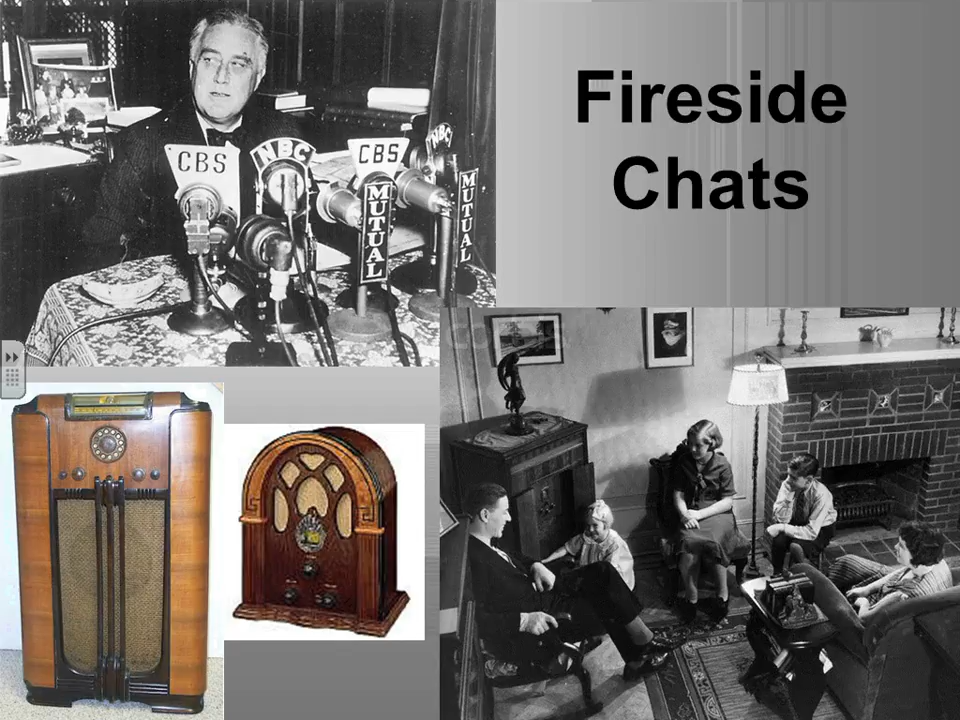 Fireside
Chats
CBS
NBC
CBS
NBC
MUTUAL
MUTUAL